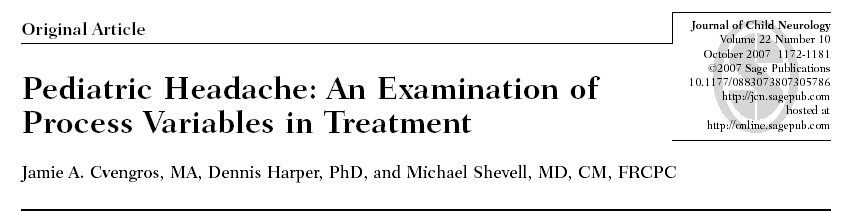 Original Article
Journal of Child Neurology
Volume 22 Number 10
October 2007 1172-1181
©2007 Sage Publications
10.1177/0883073807305786
http://jcn.sagepub.com
hosted at
http://online.sagepub.com
Pediatric Headache: An Examination of
Process Variables in Treatment
Jamie A. Cvengros, MA, Dennis Harper, PhD, and Michael Shevell, MD, CM, FRCPC